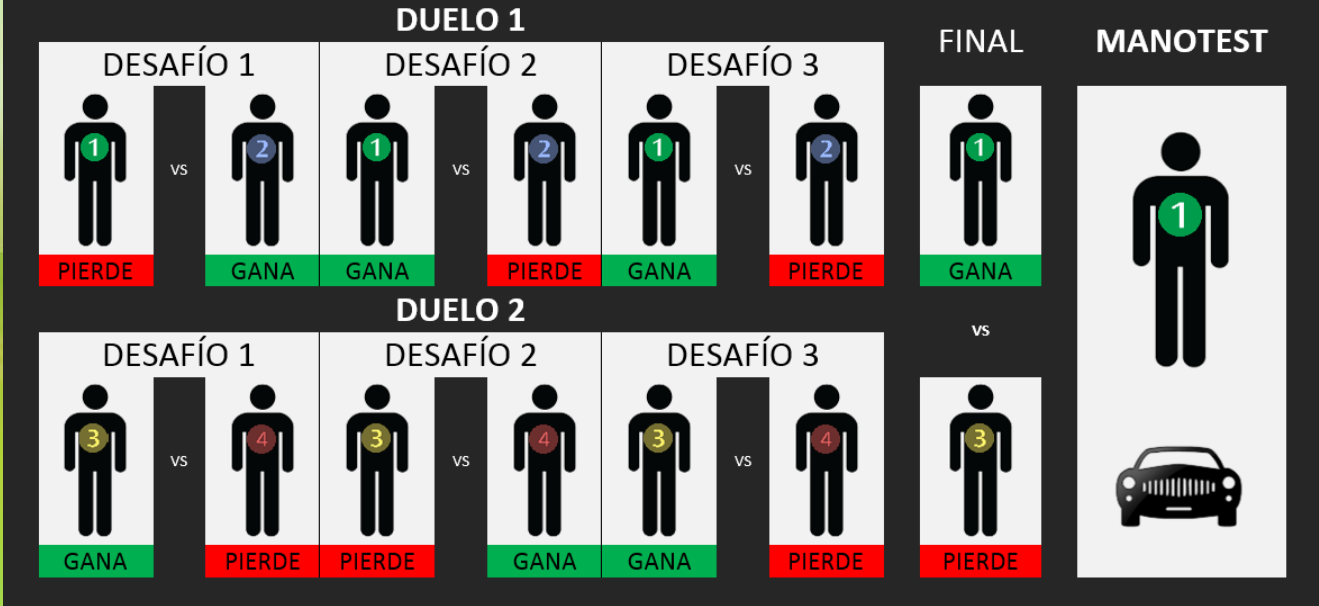 DUELO 1
DESAFÍO 1 DESAFÍO 2 DESAFÍO 3
FINAL
MANOTEST
1 vs 2 1 vs 2 1 vs 2 1
PIERDE GANA GANA PIERDE GANA PIERDE GANA
1
DUELO 2
vs
DESAFÍO 1 DESAFÍO 2 DESAFÍO 3
3 vs 4 3 vs 4 3 vs 4 3
GANA PIERDE PIERDE GANA GANA PIERDE PIERDE